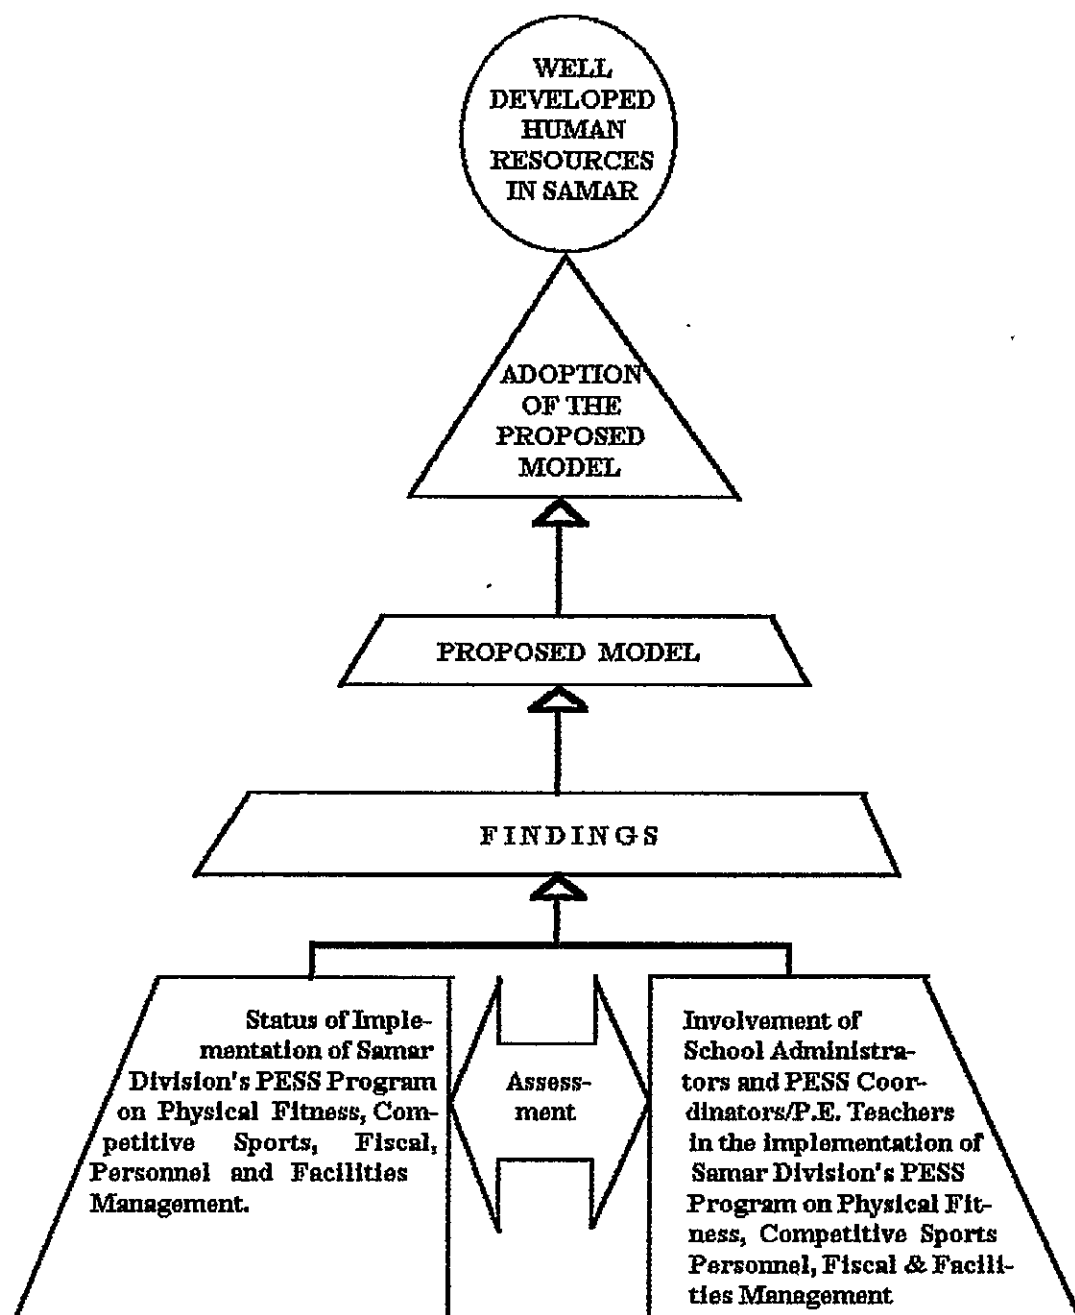 WELL
DEVELOPED
HUMAN
RESOURCES
IN SAMAR
ADOPTION
OF THE
PROPOSED
MODEL
PROPOSED MODEL
FINDINGS
Status of Imple-
mentation of Samar
Division's PESS Program
on Physical Fitness, Com-
petitive Sports, Fiscal,
Personnel and Facilities
Management.
Assess-
ment
Involvement of
School Administra-
tors and PESS Coor-
dinators/P.E. Teachers
in the implementation of
Samar Division's PESS
Program on Physical Fit-
ness, Competitive Sports
Personnel, Fiscal & Facili-
ties Management